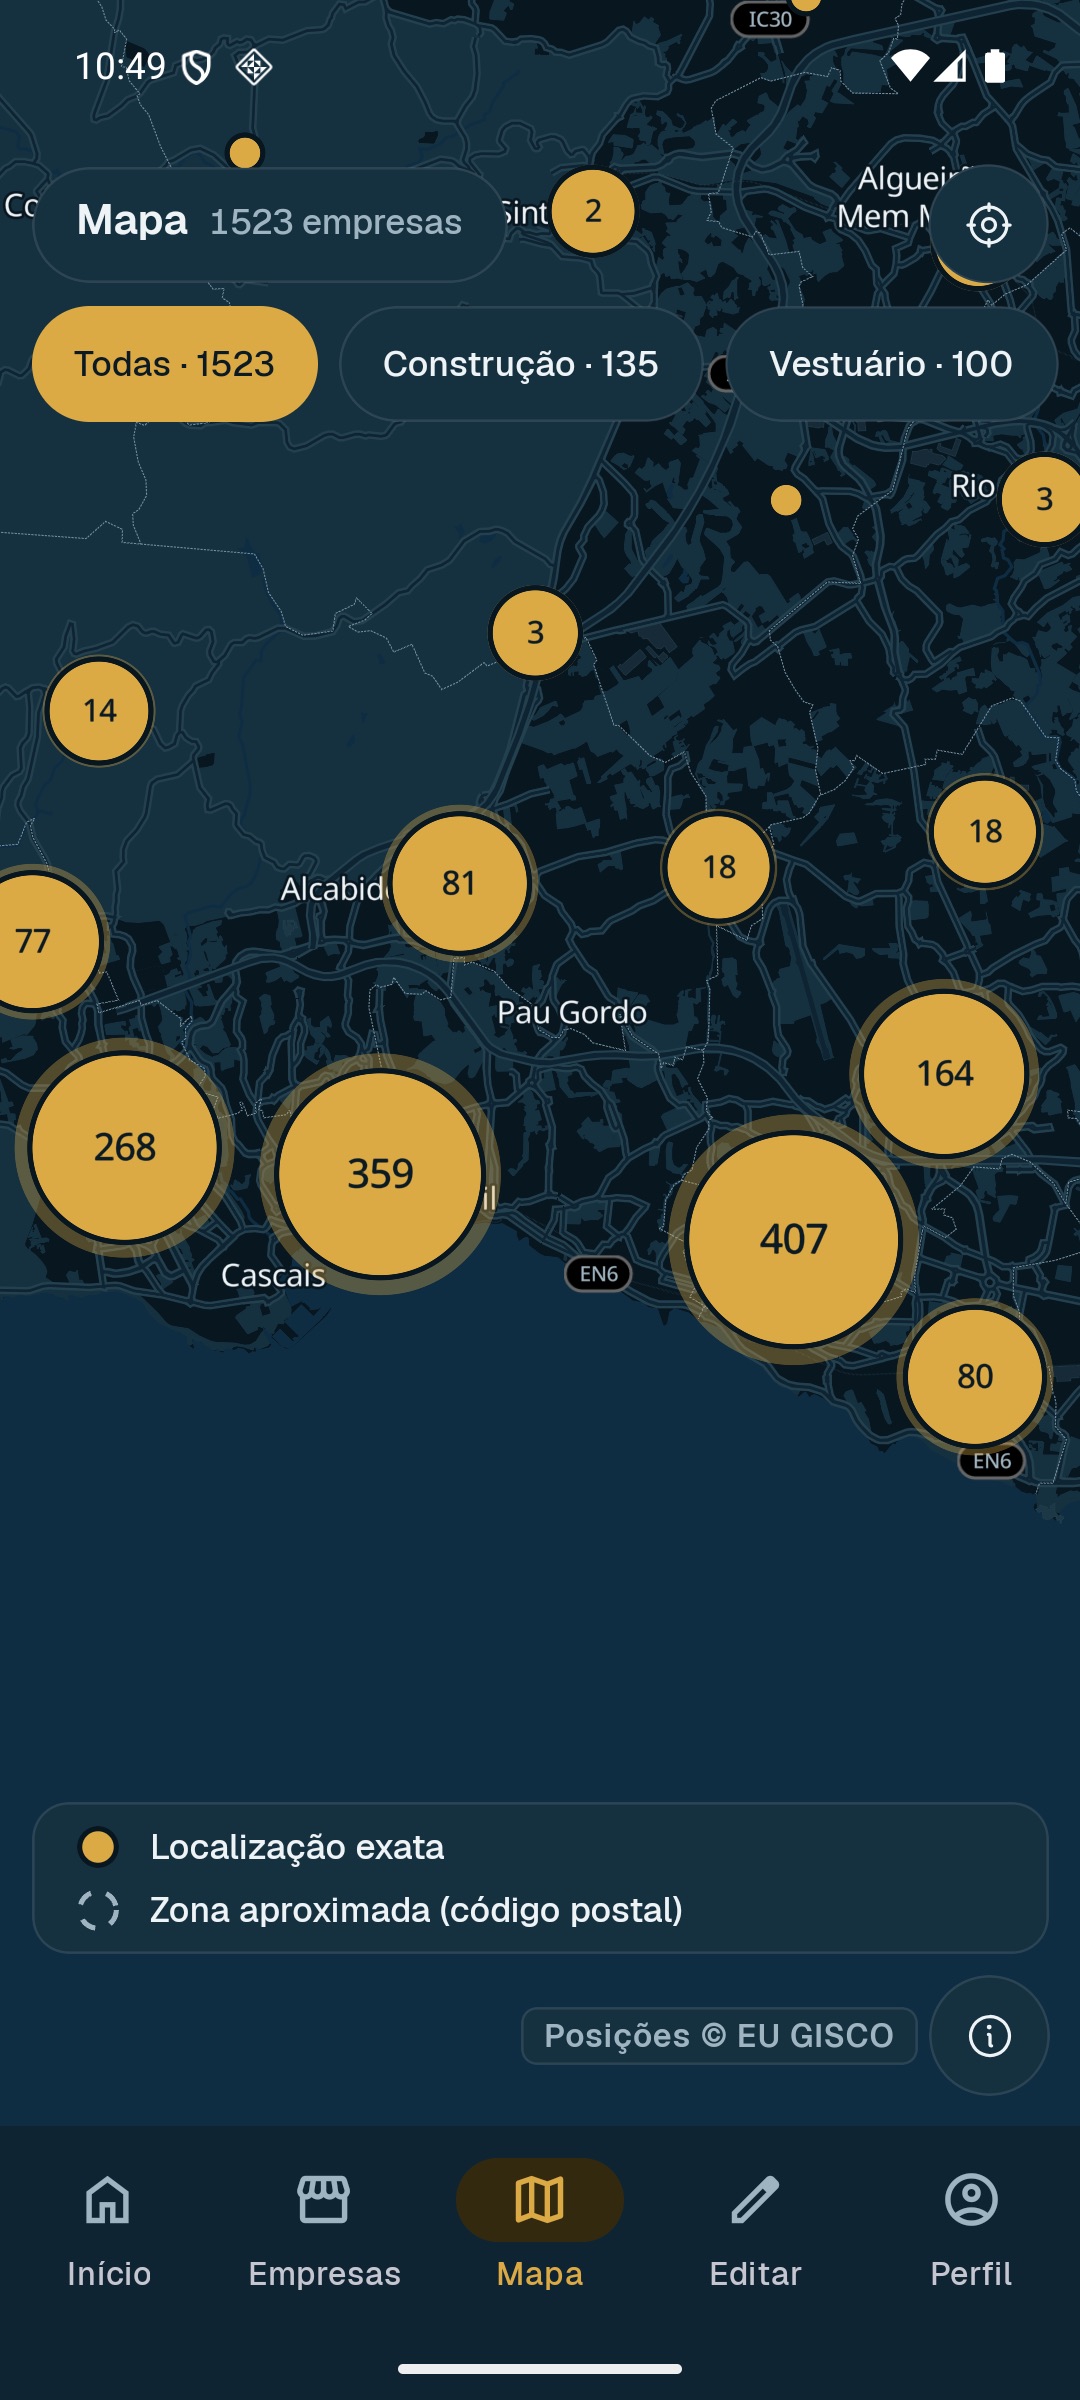 IC30
10:49
Sint
2
Mapa 1523 empresas
Todas · 1523
Construção · 135
Vestuário · 100
Rio
3
3
14
18
18
81
77
Pau Gordo
164
268
359
407
Cascais
EN6
80
EN6
Localização exata
Zona aproximada (código postal)
Posições © EU GISCO
Início
Empresas
Mapa
Editar
Perfil